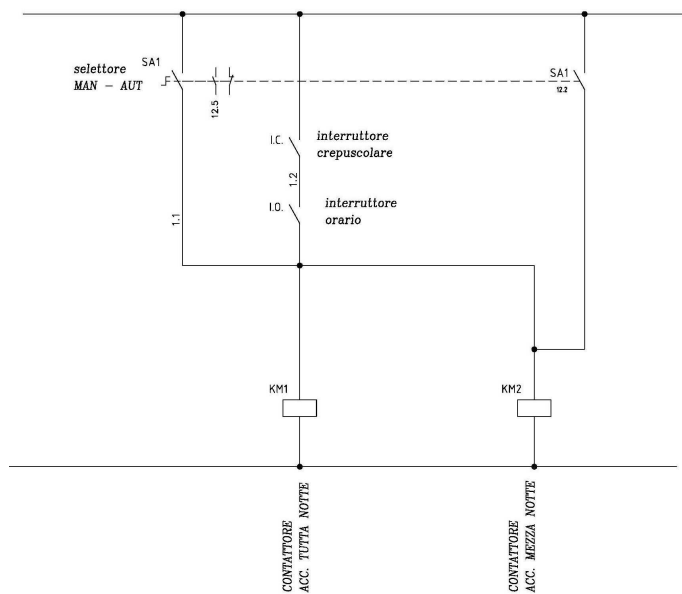 SA1
selettore
MAN - AUT
12.5
SA1
12.2
I.C.
interruttore
crepuscolare
1.2
I.O.
interruttore
orario
1.1
KM1
KM2
CONTATTORE
ACC. TUTTA NOTTE
CONTATTORE
ACC. MEZZA NOTTE